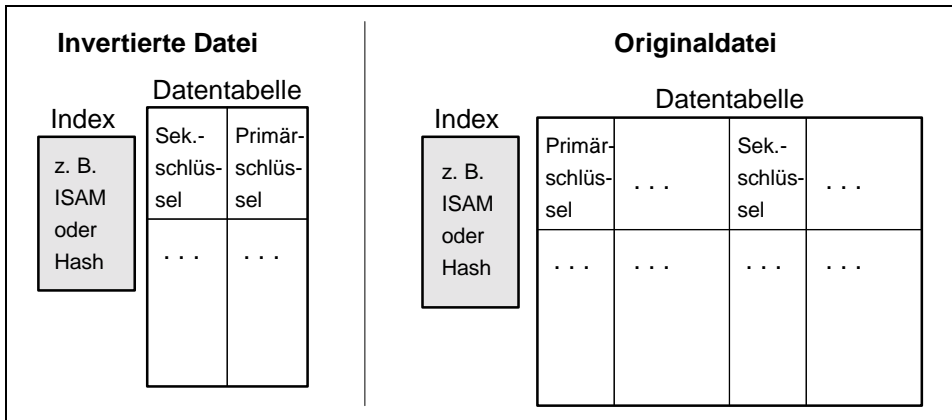 Invertierte Datei
Datentabelle
Index
z. B.
ISAM
oder
Hash
Sek.-
schlüs-
sel
Primär-
schlüs-
sel
. . .
. . .
Originaldatei
Datentabelle
Index
z. B.
ISAM
oder
Hash
Primär-
schlüs-
sel
. . .
Sek.-
schlüs-
sel
. . .
. . .
. . .
. . .
. . .